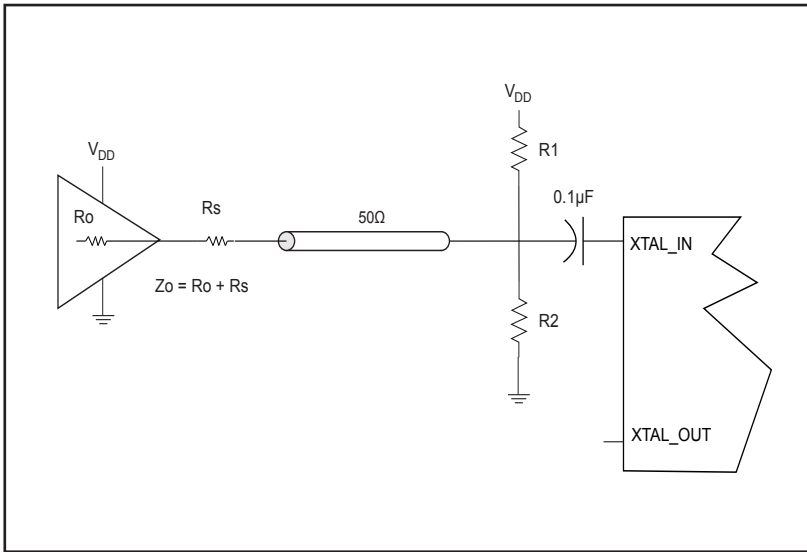 V_DD
R1
V_DD
0.1µF
Ro
Rs
50Ω
XTAL_IN
Zo = Ro + Rs
R2
XTAL_OUT